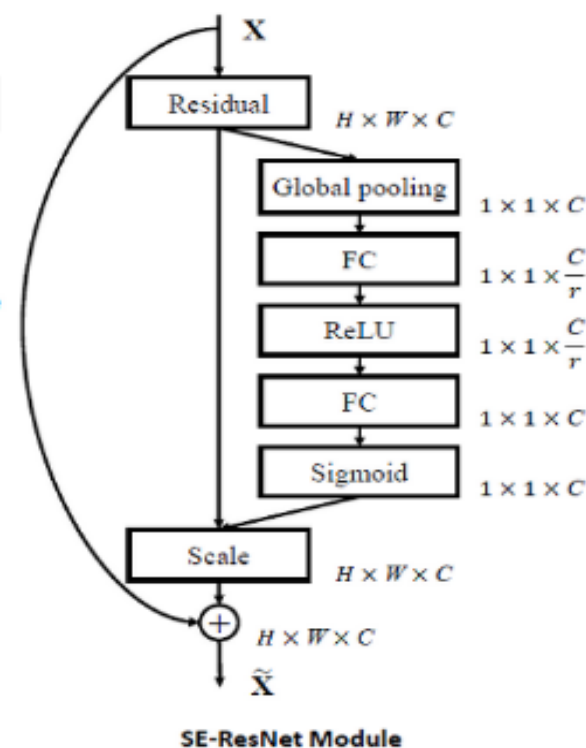 X
Residual
H × W × C
Global pooling
1 × 1 × C
FC
1 × 1 × C/r
ReLU
1 × 1 × C/r
FC
1 × 1 × C
Sigmoid
1 × 1 × C
Scale
H × W × C
+
H × W × C
X̃
SE-ResNet Module